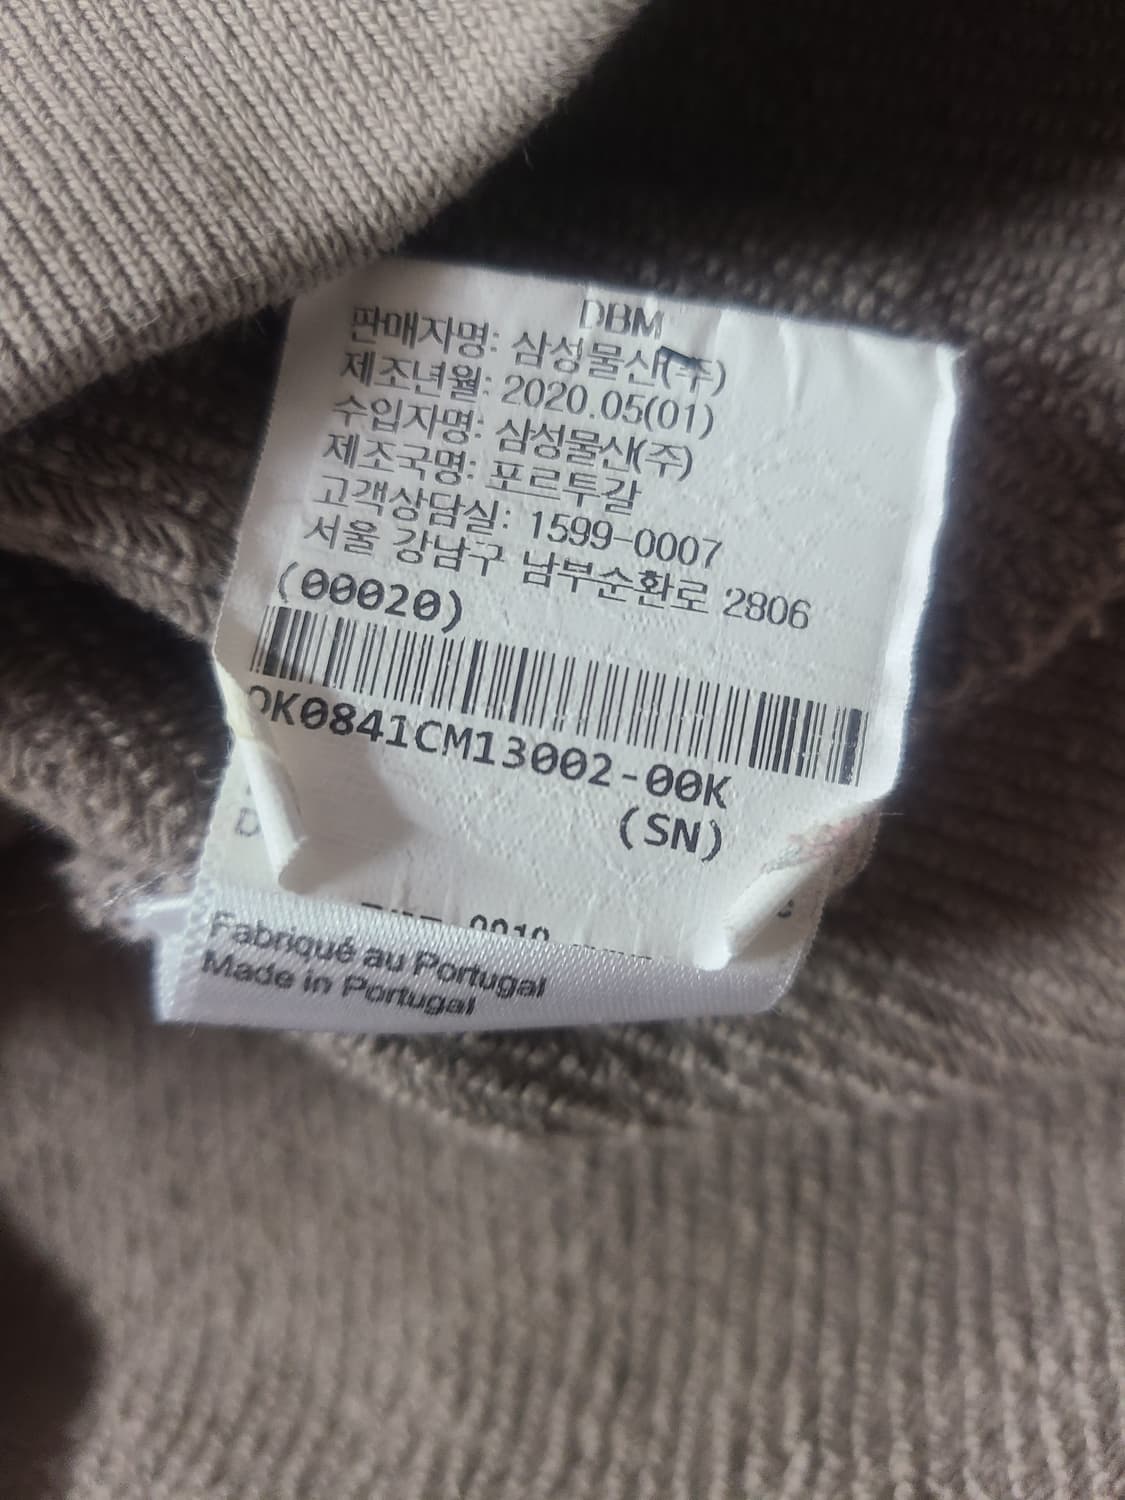 DBM
판매자명: 삼성물산(주)
제조년월: 2020.05(01)
수입자명: 삼성물산(주)
제조국명: 포르투갈
고객상담실: 1599-0007
서울 강남구 남부순환로 2806
(00020)
0K0841CM13002-00K
(SN)
Fabriqué au Portugal
Made in Portugal